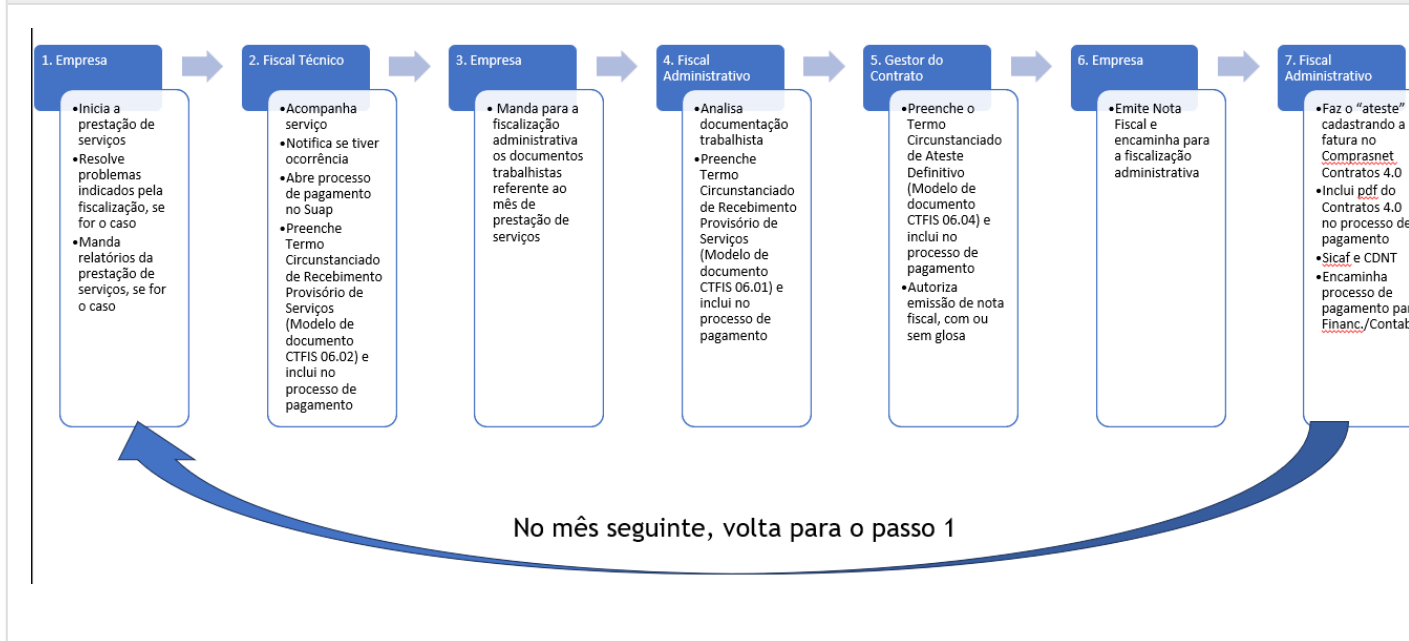 1. Empresa
•Inicia a
prestação de
serviços
•Resolve
problemas
indicados pela
fiscalização, se
for o caso
•Manda
relatórios da
prestação de
serviços, se for
o caso
2. Fiscal Técnico
•Acompanha
serviço
•Notifica se tiver
ocorrência
•Abre processo
de pagamento
no Suap
•Preenche
Termo
Circunstanciado
de Recebimento
Provisório de
Serviços
(Modelo de
documento
CTFIS 06.02) e
inclui no
processo de
pagamento
3. Empresa
• Manda para a
fiscalização
administrativa
os documentos
trabalhistas
referente ao
mês de
prestação de
serviços
4. Fiscal
Administrativo
•Analisa
documentação
trabalhista
•Preenche
Termo
Circunstanciado
de Recebimento
Provisório de
Serviços
(Modelo de
documento
CTFIS 06.01) e
inclui no
processo de
pagamento
5. Gestor do
Contrato
•Preenche o
Termo
Circunstanciado
de Ateste
Definitivo
(Modelo de
documento
CTFIS 06.04) e
inclui no
processo de
pagamento
•Autoriza
emissão de nota
fiscal, com ou
sem glosa
6. Empresa
•Emite Nota
Fiscal e
encaminha para
a fiscalização
administrativa
7. Fiscal
Administrativo
•Faz o “ateste”
cadastrando a
fatura no
Comprasnet
Contratos 4.0
•Inclui pdf do
Contratos 4.0
no processo de
pagamento
•Sicaf e CDNT
•Encaminha
processo de
pagamento
Financ./Contab
No mês seguinte, volta para o passo 1